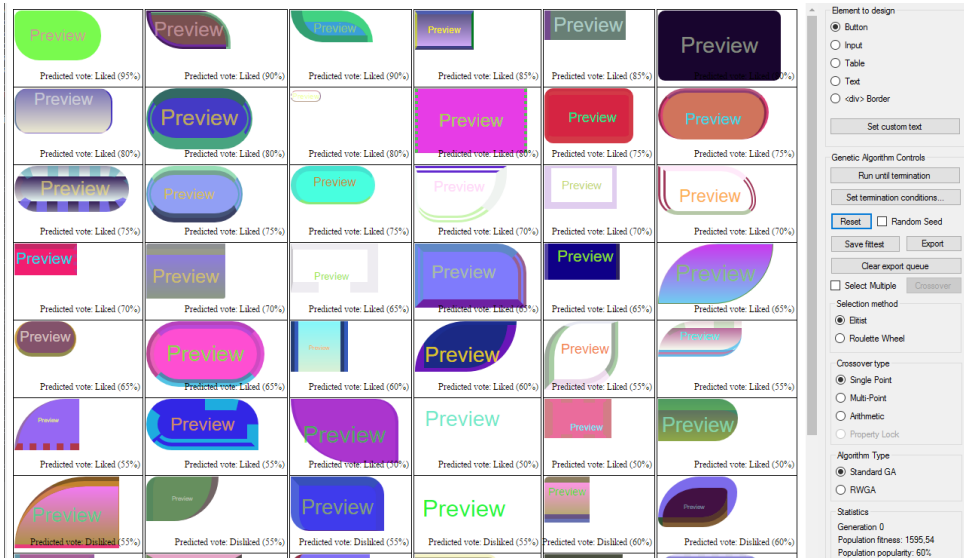 Preview Preview Preview Preview Preview Preview
Predicted vote: Liked (95%) Predicted vote: Liked (90%) Predicted vote: Liked (90%) Predicted vote: Liked (85%) Predicted vote: Liked (85%)
Preview Preview Preview Preview Preview
Predicted vote: Liked (80%) Predicted vote: Liked (80%) Predicted vote: Liked (80%) Predicted vote: Liked (80%) Predicted vote: Liked (75%) Predicted vote: Liked (75%)
Preview Preview Preview Preview Preview Preview
Predicted vote: Liked (75%) Predicted vote: Liked (75%) Predicted vote: Liked (75%) Predicted vote: Liked (70%) Predicted vote: Liked (70%) Predicted vote: Liked (70%)
Preview Preview Preview Preview Preview Preview
Predicted vote: Liked (70%) Predicted vote: Liked (70%) Predicted vote: Liked (65%) Predicted vote: Liked (65%) Predicted vote: Liked (65%) Predicted vote: Liked (65%)
Preview Preview Preview Preview Preview Preview
Predicted vote: Liked (65%) Predicted vote: Liked (65%) Predicted vote: Liked (60%) Predicted vote: Liked (60%) Predicted vote: Liked (55%) Predicted vote: Liked (55%)
Preview Preview Preview Preview Preview Preview
Predicted vote: Liked (55%) Predicted vote: Liked (55%) Predicted vote: Liked (50%) Predicted vote: Liked (50%) Predicted vote: Liked (50%) Predicted vote: Liked (50%)
Preview Preview Preview Preview Preview Preview
Predicted vote: Disliked (55%) Predicted vote: Disliked (55%) Predicted vote: Disliked (55%) Predicted vote: Disliked (55%) Predicted vote: Disliked (60%) Predicted vote: Disliked (60%)
Element to design
Button
Input
Table
Text
<div> Border
Set custom text
Genetic Algorithm Controls
Run until termination
Set termination conditions...
Reset Random Seed
Save fittest Export
Clear export queue
Select Multiple Crossover
Selection method
Elitist
Roulette Wheel
Crossover type
Single Point
Multi-Point
Arithmetic
Property Lock
Algorithm Type
Standard GA
RWGA
Statistics
Generation 0
Population fitness: 1595,54
Population popularity: 60%